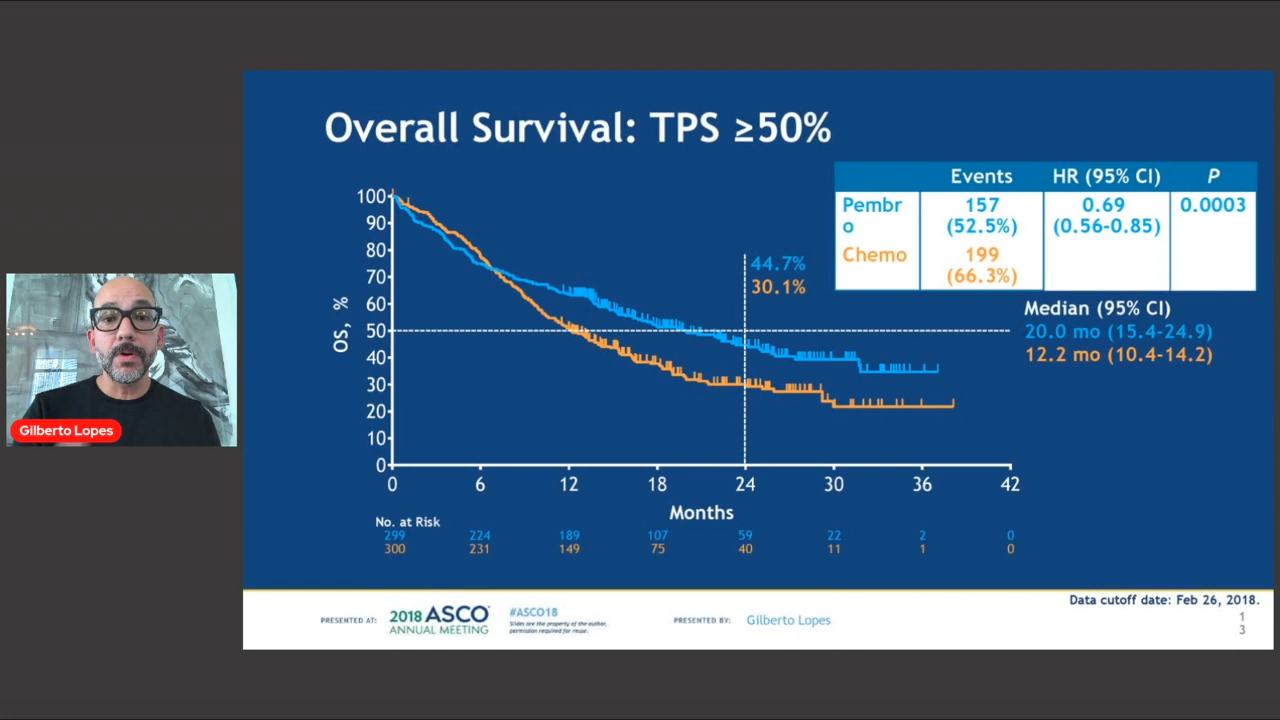 Overall Survival: TPS ≥50%
Events HR (95% CI) P
Pembr
o
157
(52.5%)
0.69
(0.56-0.85)
0.0003
Chemo
199
(66.3%)
Median (95% CI)
20.0 mo (15.4-24.9)
12.2 mo (10.4-14.2)
44.7%
30.1%
OS, %
100
90
80
70
60
50
40
30
20
10
0
0 6 12 18 24 30 36 42
Months
No. at Risk
299 224 189 107 59 22 2 0
300 231 149 75 40 11 1 0
Gilberto Lopes
Data cutoff date: Feb 26, 2018.
PRESENTED AT:
2018 ASCO
ANNUAL MEETING
#ASCO18
Slides are the property of the author,
permission required for reuse.
PRESENTED BY: Gilberto Lopes
1
3